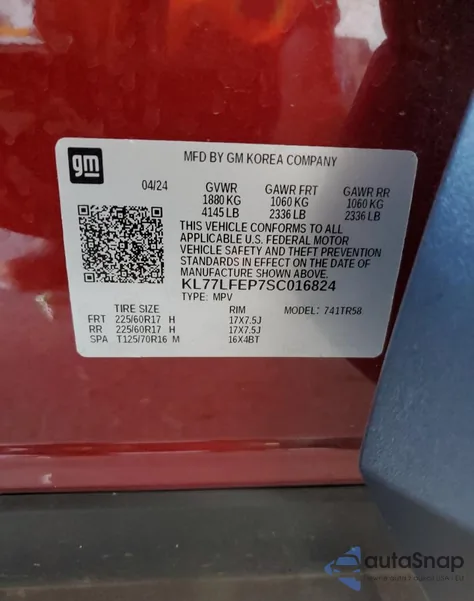 gm
MFD BY GM KOREA COMPANY
04/24 GVWR GAWR FRT GAWR RR
1880 KG 1060 KG 1060 KG
4145 LB 2336 LB 2336 LB
THIS VEHICLE CONFORMS TO ALL
APPLICABLE U.S. FEDERAL MOTOR
VEHICLE SAFETY AND THEFT PREVENTION
STANDARDS IN EFFECT ON THE DATE OF
MANUFACTURE SHOWN ABOVE.
KL77LFEP7SC016824
TYPE: MPV
TIRE SIZE RIM MODEL: 741TR58
FRT 225/60R17 H 17X7.5J
RR 225/60R17 H 17X7.5J
SPA T125/70R16 M 16X4BT
autoSnap